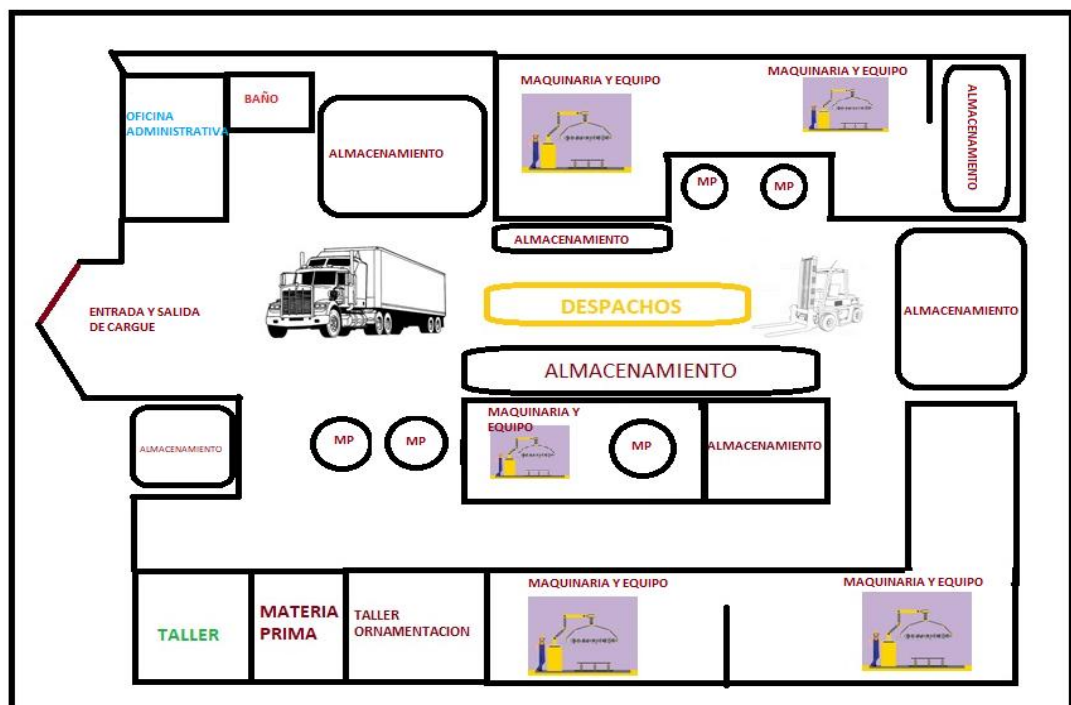 MAQUINARIA Y EQUIPO
MAQUINARIA Y EQUIPO
OFICINA
ADMINISTRATIVA
BAÑO
ALMACENAMIENTO
ALMACENAMIENTO
MP
MP
ALMACENAMIENTO
ENTRADA Y SALIDA
DE CARGUE
DESPACHOS
ALMACENAMIENTO
ALMACENAMIENTO
ALMACENAMIENTO
MP
MP
MAQUINARIA Y
EQUIPO
MP
ALMACENAMIENTO
MAQUINARIA Y EQUIPO
MAQUINARIA Y EQUIPO
TALLER
MATERIA
PRIMA
TALLER
ORNAMENTACION